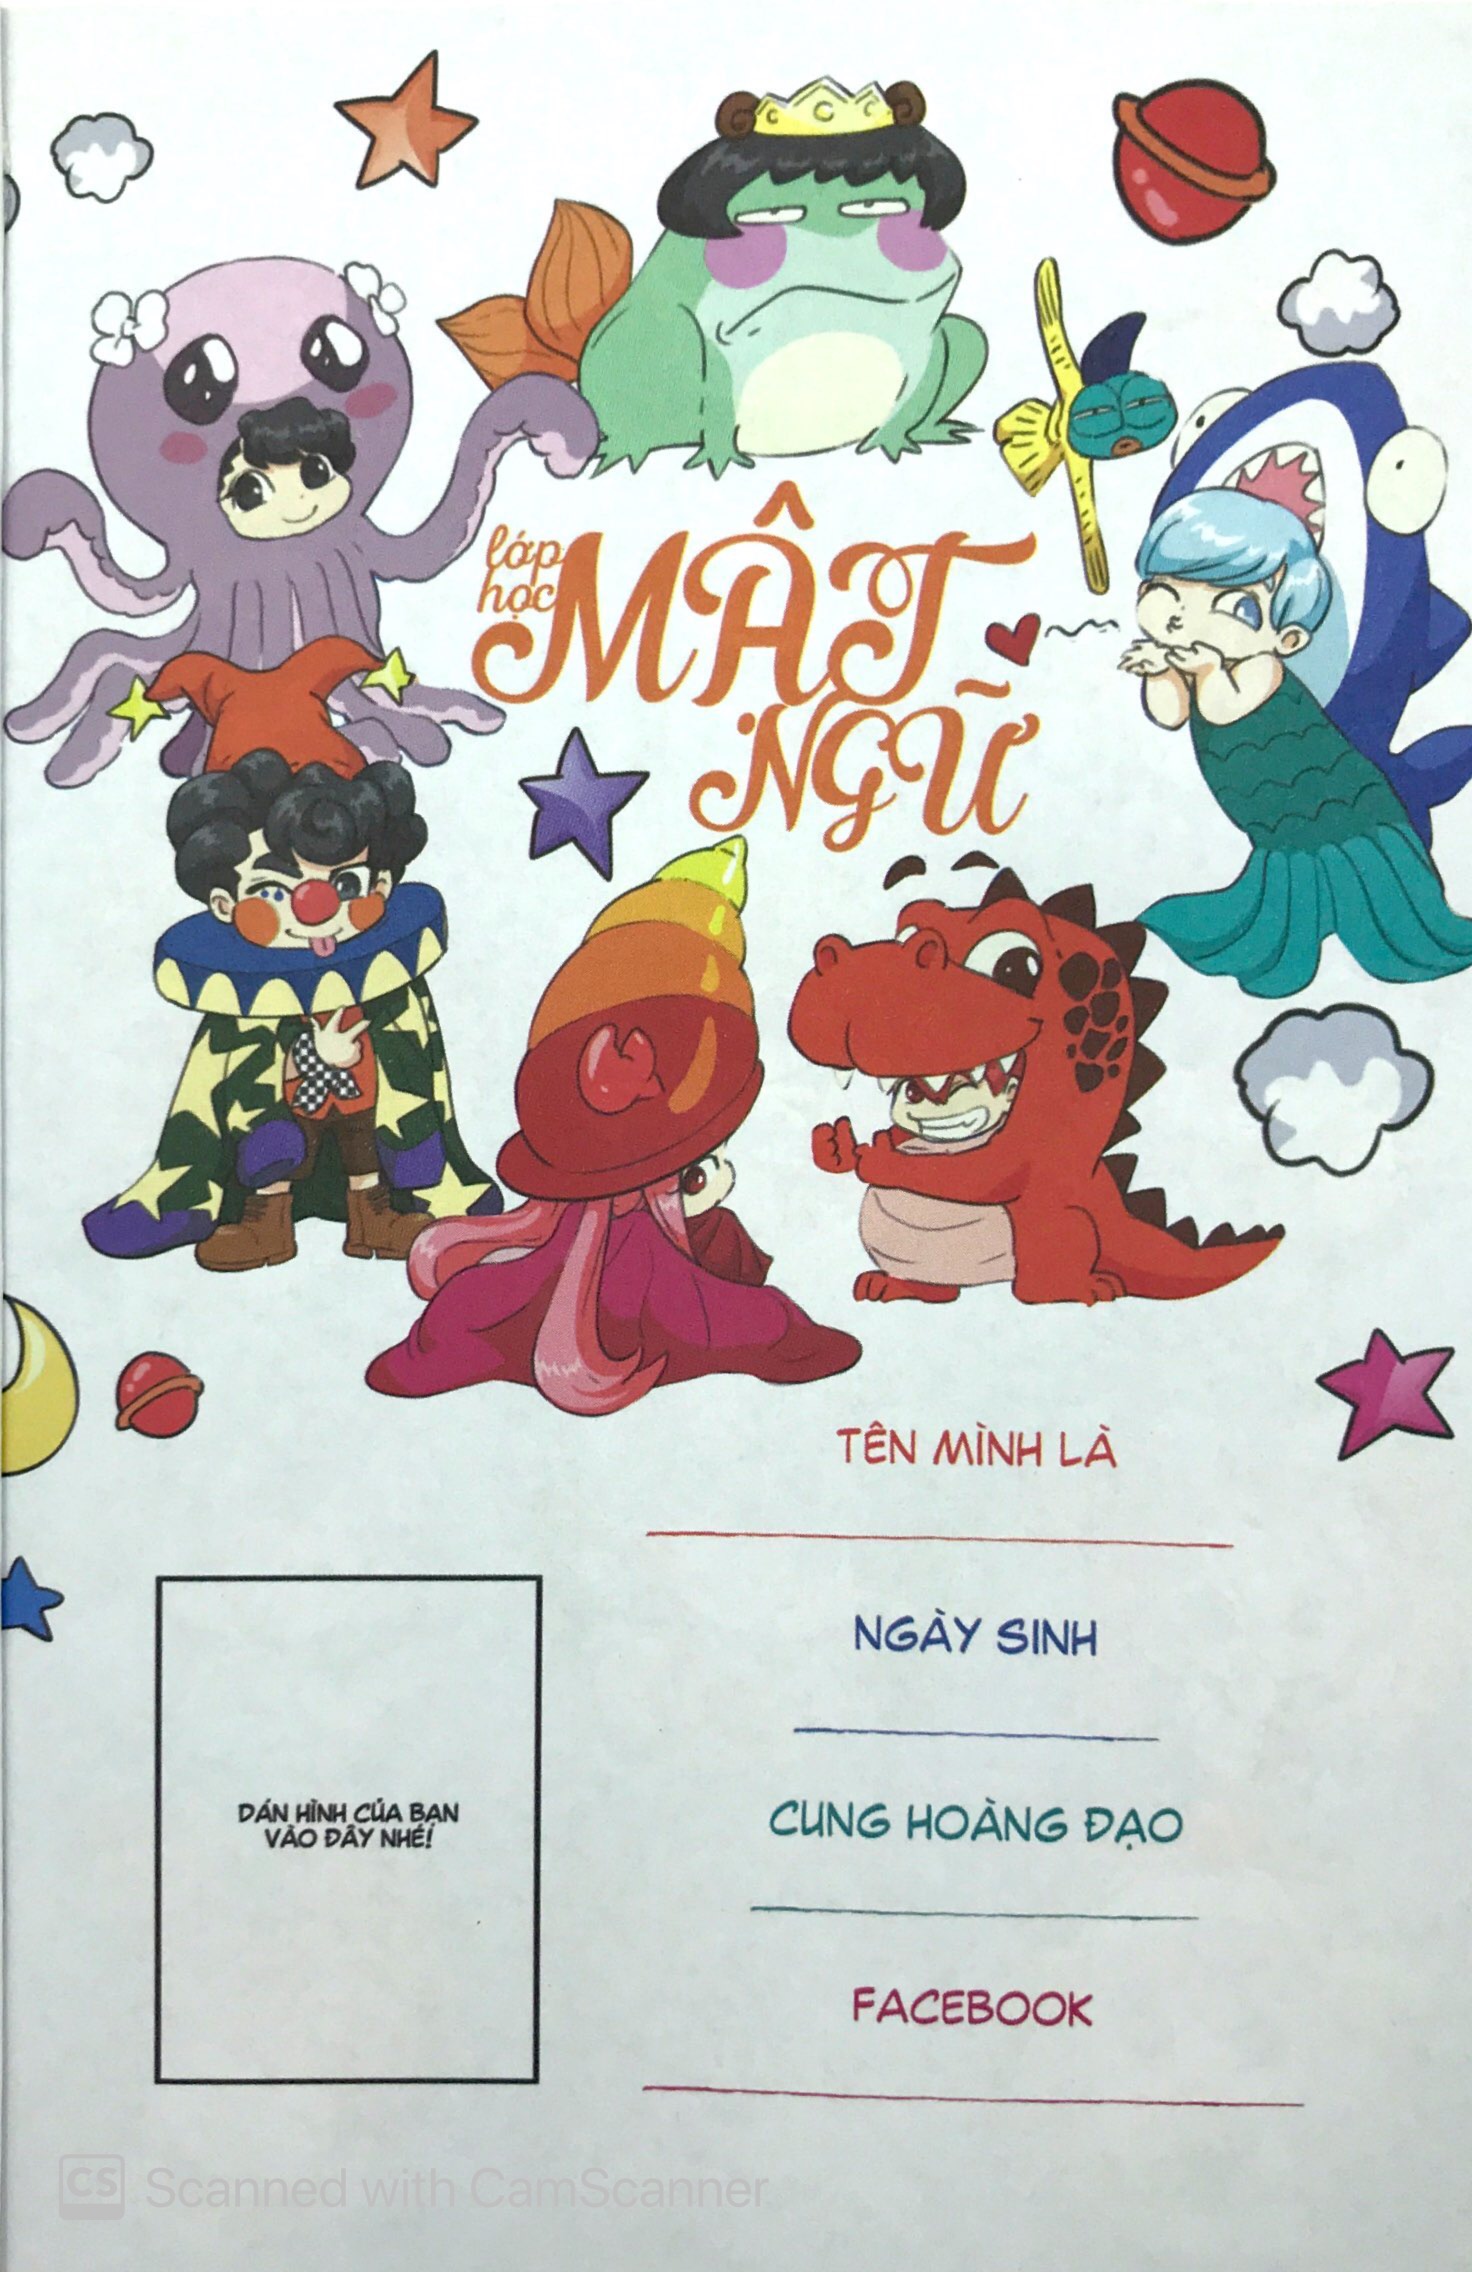 lớp
học
MẬT
NGỮ
TÊN MÌNH LÀ
NGÀY SINH
DÁN HÌNH CỦA BẠN
VÀO ĐÂY NHÉ!
CUNG HOÀNG ĐẠO
FACEBOOK
CS Scanned with CamScanner